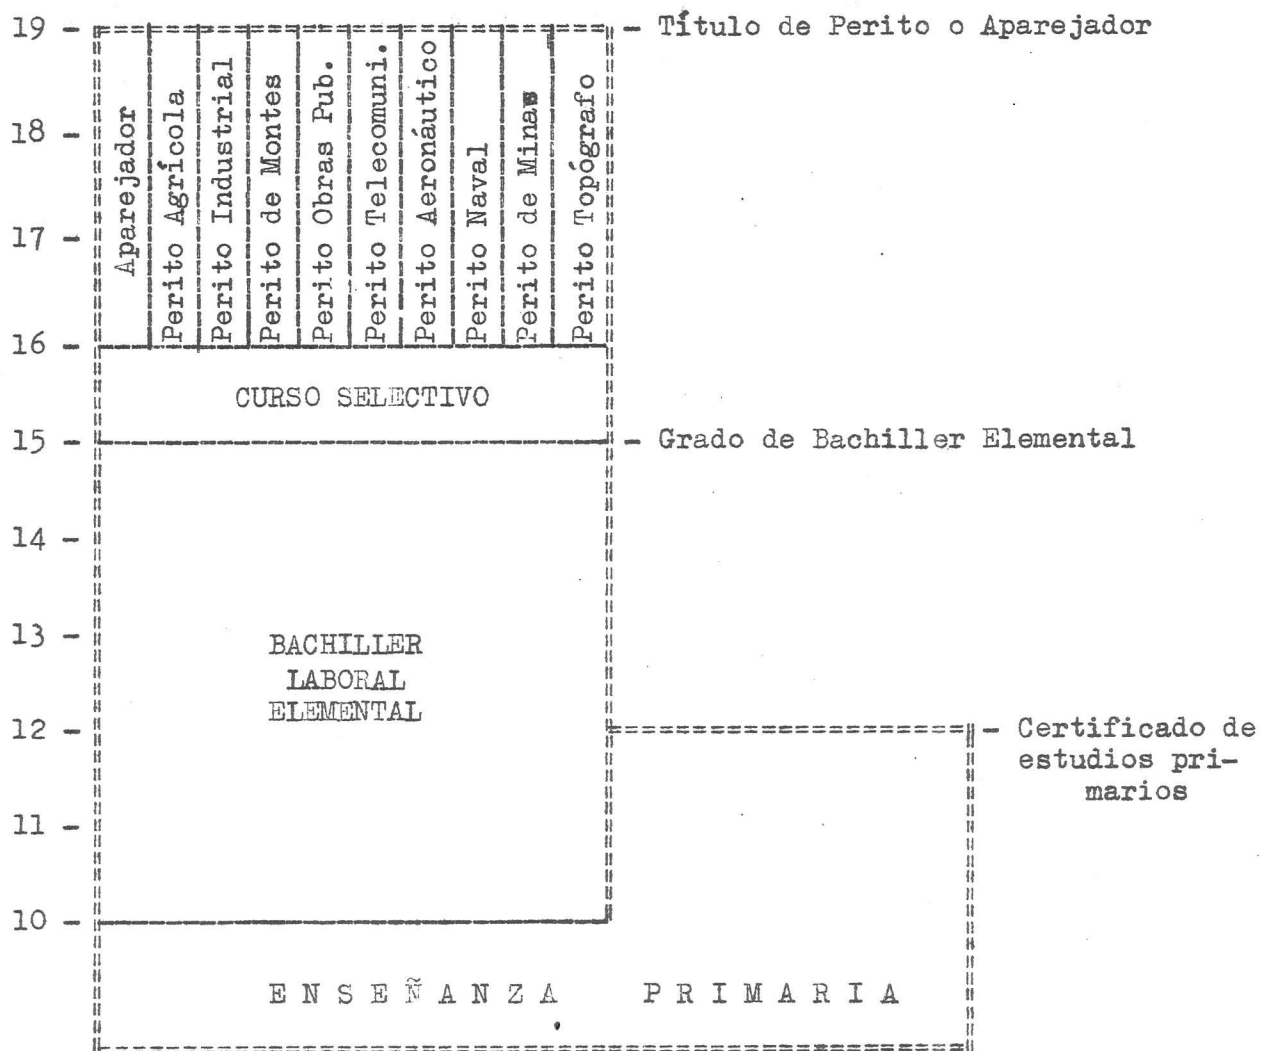 19 - Título de Perito o Aparejador
Aparejador
Perito Agrícola
Perito Industrial
Perito de Montes
Perito Obras Pub.
Perito Telecomuni.
Perito Aeronáutico
Perito Naval
Perito de Minas
Perito Topógrafo
18 -
17 -
16 -
CURSO SELECTIVO
15 - - Grado de Bachiller Elemental
14 -
13 -
BACHILLER
LABORAL
ELEMENTAL
12 - - Certificado de
estudios pri-
marios
11 -
10 -
ENSEÑANZA PRIMARIA